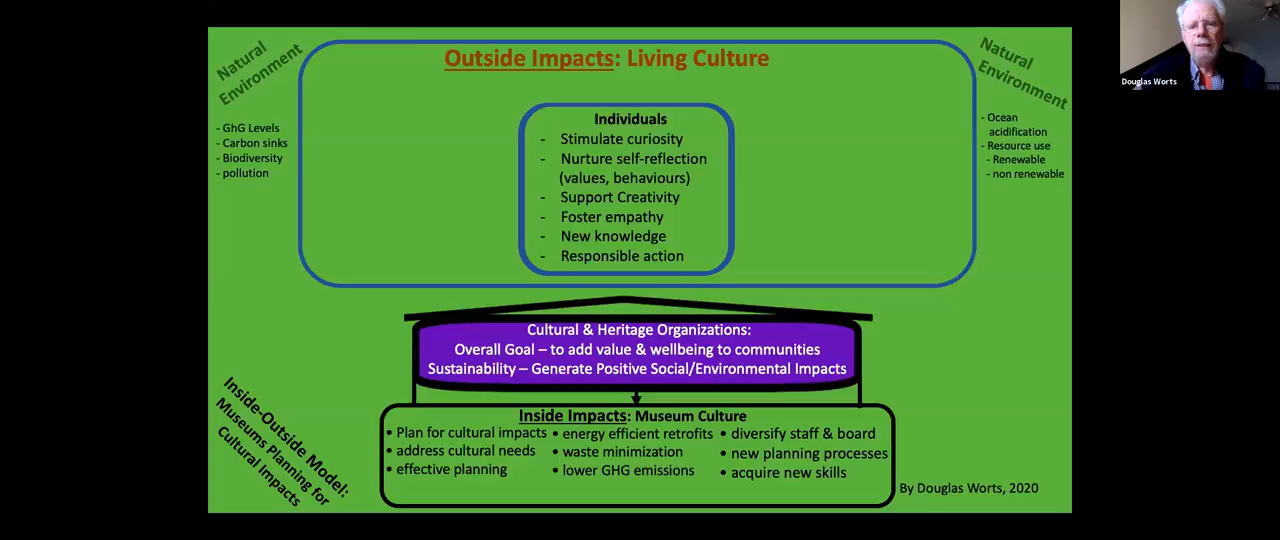 Natural
Environment
- GhG Levels
- Carbon sinks
- Biodiversity
- pollution
Outside Impacts: Living Culture
Individuals
- Stimulate curiosity
- Nurture self-reflection
(values, behaviours)
- Support Creativity
- Foster empathy
- New knowledge
- Responsible action
Natural
Environment
- Ocean
acidification
- Resource use
- Renewable
- non renewable
Douglas Worts
Cultural & Heritage Organizations:
Overall Goal – to add value & wellbeing to communities
Sustainability – Generate Positive Social/Environmental Impacts
Inside-Outside Model:
Museums Planning for
Cultural Impacts
Inside Impacts: Museum Culture
• Plan for cultural impacts
• address cultural needs
• effective planning
• energy efficient retrofits
• waste minimization
• lower GHG emissions
• diversify staff & board
• new planning processes
• acquire new skills
By Douglas Worts, 2020